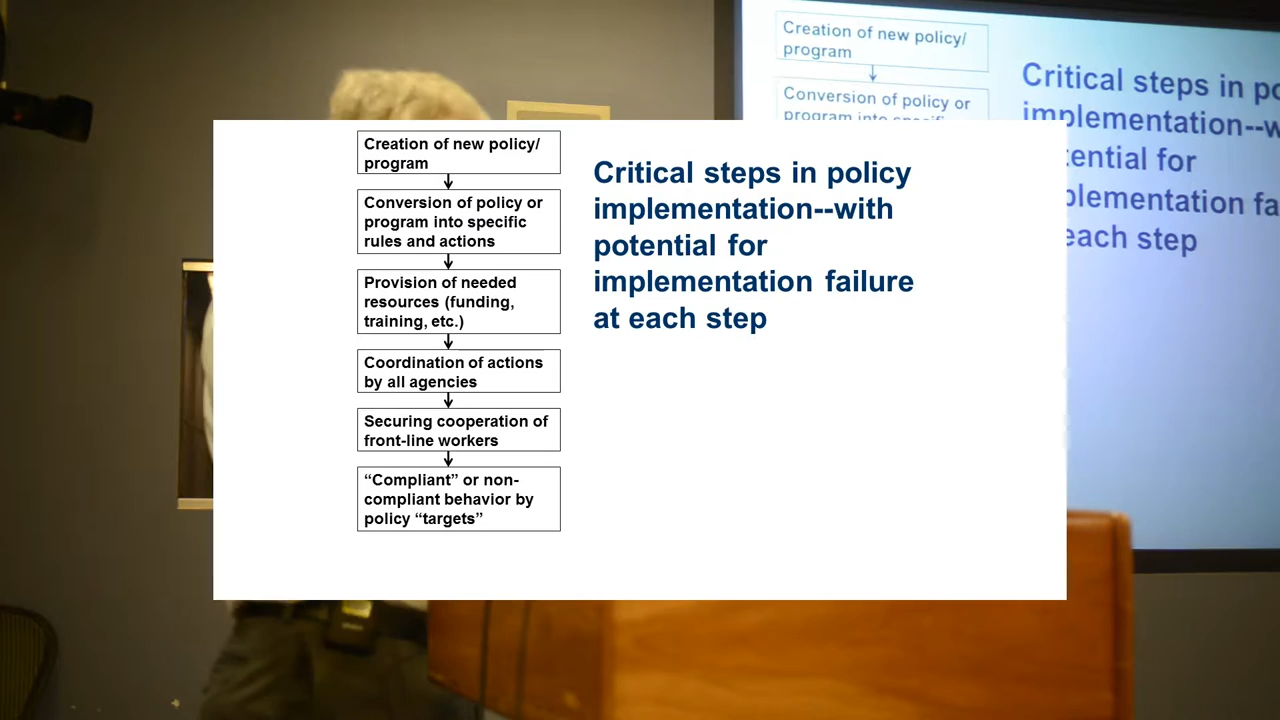 Creation of new policy/
program
Conversion of policy or
program into specific
rules and actions
Provision of needed
resources (funding,
training, etc.)
Coordination of actions
by all agencies
Securing cooperation of
front-line workers
“Compliant” or non-
compliant behavior by
policy “targets”
Critical steps in policy
implementation--with
potential for
implementation failure
at each step
Creation of new policy/
program
Conversion of policy or
program into
Critical steps in
implementation--w
for
each step